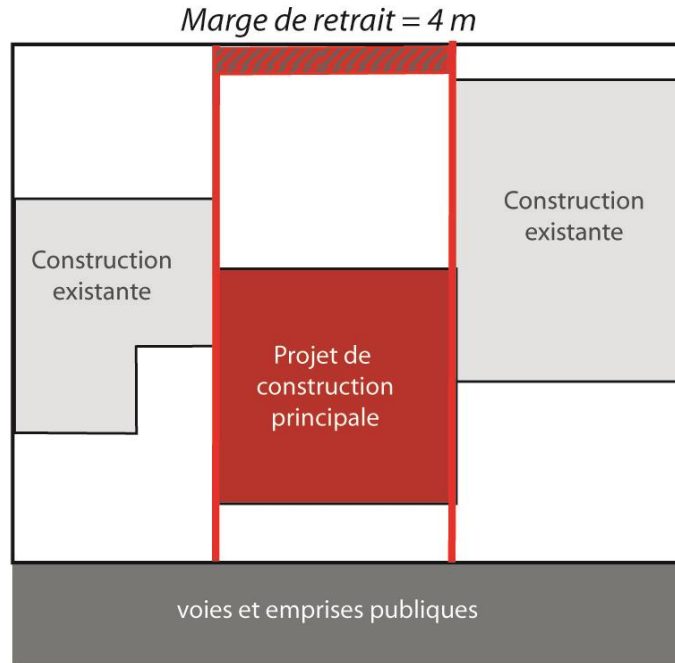 Marge de retrait = 4 m
Construction
existante
Construction
existante
Projet de
construction
principale
voies et emprises publiques